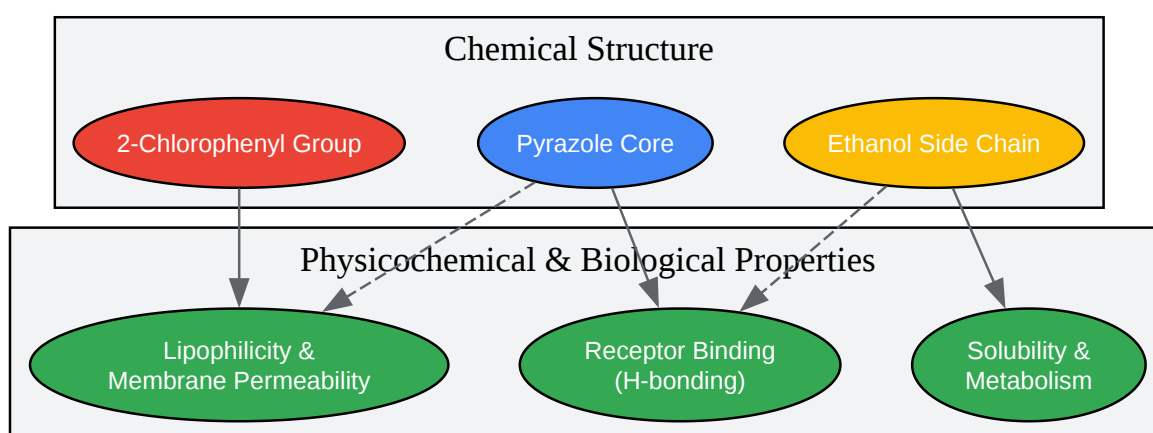 Chemical Structure
2-Chlorophenyl Group
Pyrazole Core
Ethanol Side Chain
Physicochemical & Biological Properties
Lipophilicity &
Membrane Permeability
Receptor Binding
(H-bonding)
Solubility &
Metabolism